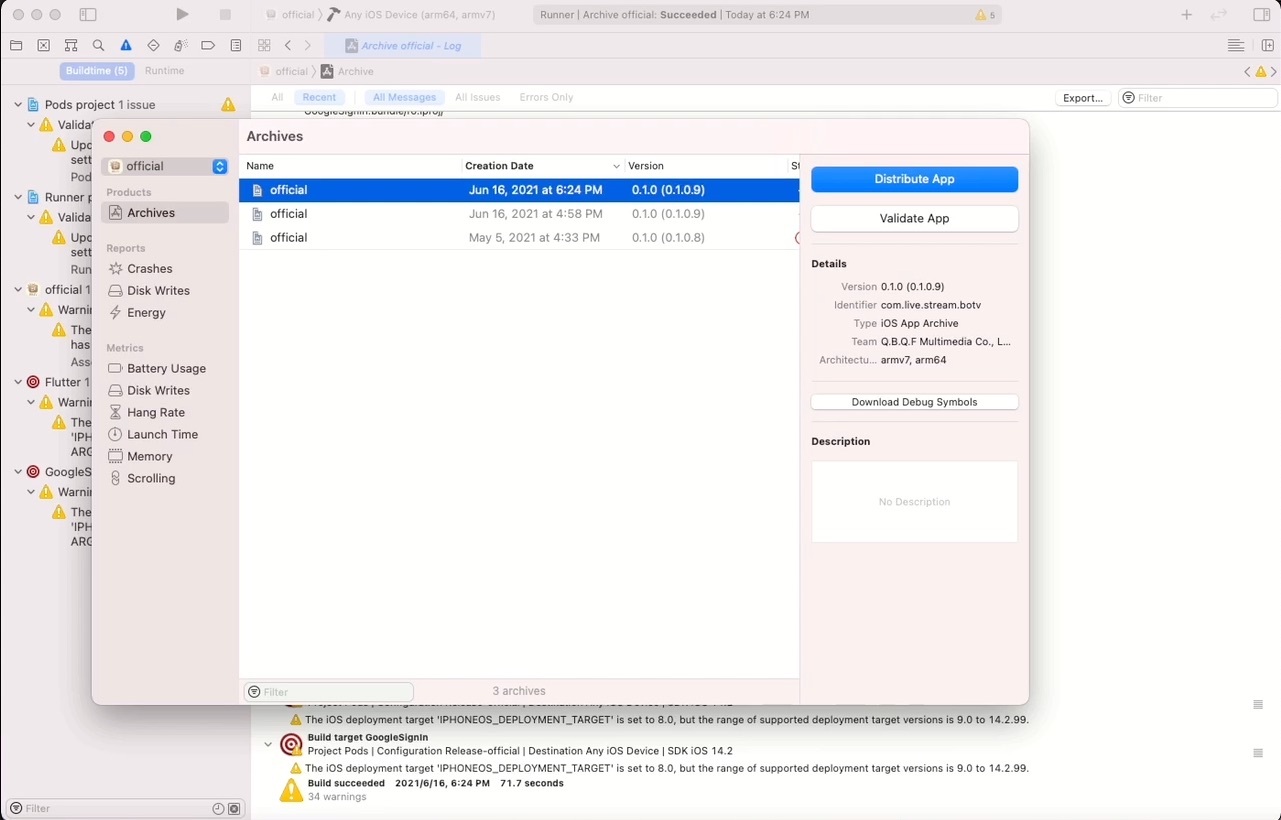 official
Any iOS Device (arm64, armv7)
Runner | Archive official: Succeeded | Today at 6:24 PM
5
Archive official - Log
Buildtime (5)
Runtime
official
Archive
All
Recent
All Messages
All Issues
Errors Only
Export...
Filter
Pods project 1 issue
Valida
Upd
sett
Pod
Runner p
Valida
Upd
sett
Run
official 1
Warnin
The
has
Ass
Flutter 1
Warnin
The
'IPH
ARC
GoogleS
Warnin
The
'IPH
ARC
Filter
Archives
official
Products
Archives
Reports
Crashes
Disk Writes
Energy
Metrics
Battery Usage
Disk Writes
Hang Rate
Launch Time
Memory
Scrolling
Name Creation Date Version St
official Jun 16, 2021 at 6:24 PM 0.1.0 (0.1.0.9)
official Jun 16, 2021 at 4:58 PM 0.1.0 (0.1.0.9)
official May 5, 2021 at 4:33 PM 0.1.0 (0.1.0.8)
Filter
3 archives
Distribute App
Validate App
Details
Version 0.1.0 (0.1.0.9)
Identifier com.live.stream.botv
Type iOS App Archive
Team Q.B.Q.F Multimedia Co., L...
Architectu... armv7, arm64
Download Debug Symbols
Description
No Description
The iOS deployment target 'IPHONEOS_DEPLOYMENT_TARGET' is set to 8.0, but the range of supported deployment target versions is 9.0 to 14.2.99.
Build target GoogleSignIn
Project Pods | Configuration Release-official | Destination Any iOS Device | SDK iOS 14.2
The iOS deployment target 'IPHONEOS_DEPLOYMENT_TARGET' is set to 8.0, but the range of supported deployment target versions is 9.0 to 14.2.99.
Build succeeded 2021/6/16, 6:24 PM 71.7 seconds
34 warnings